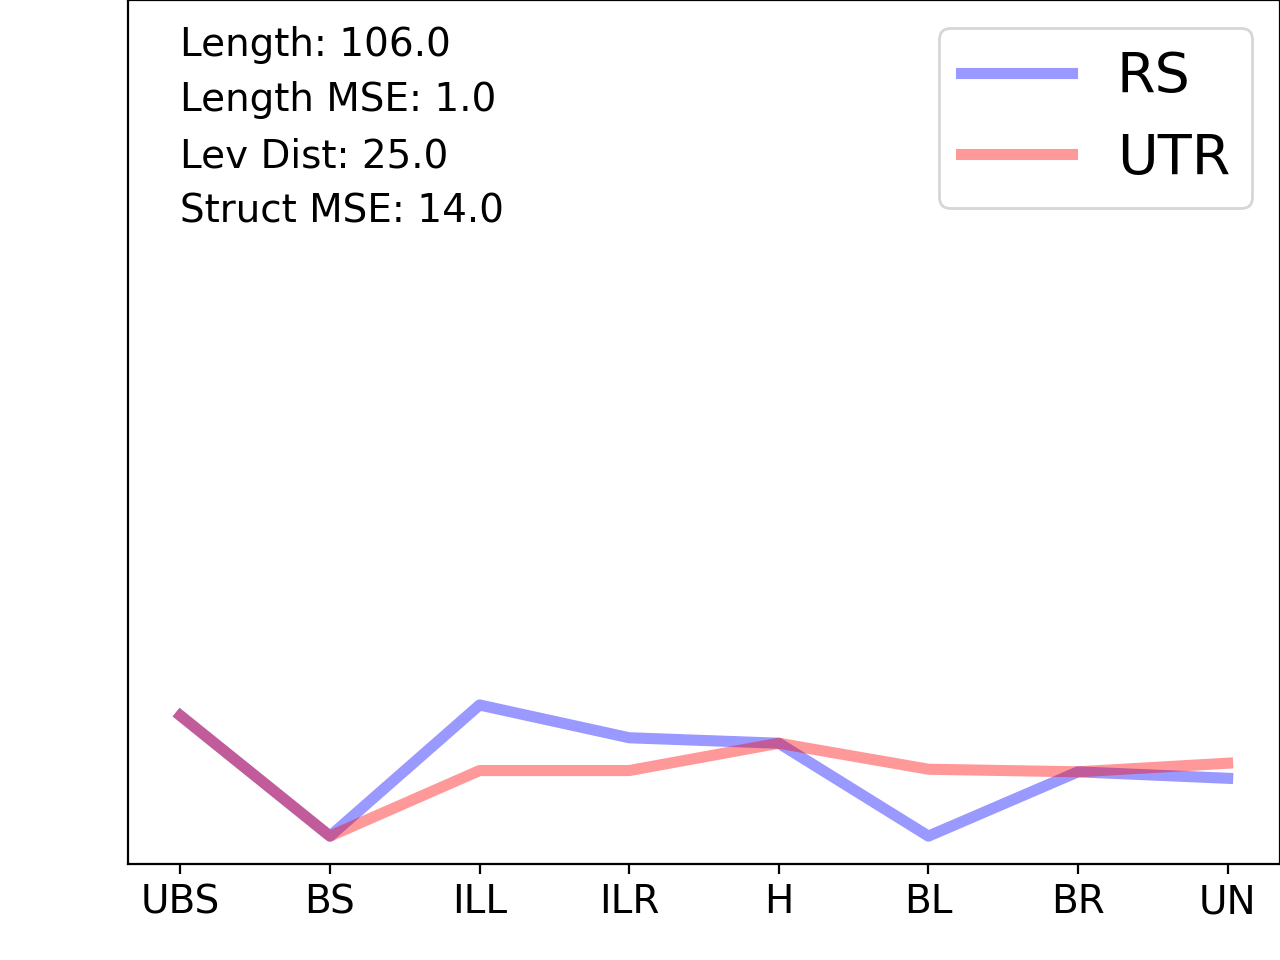 Length: 106.0
Length MSE: 1.0
Lev Dist: 25.0
Struct MSE: 14.0
RS
UTR
UBS BS ILL ILR H BL BR UN